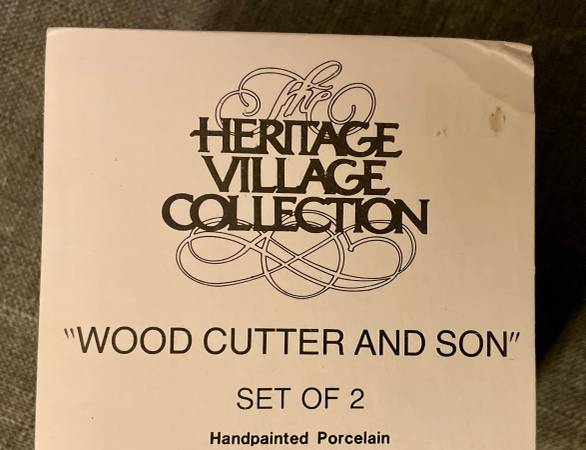 The
HERITAGE
VILLAGE
COLLECTION
"WOOD CUTTER AND SON"
SET OF 2
Handpainted Porcelain